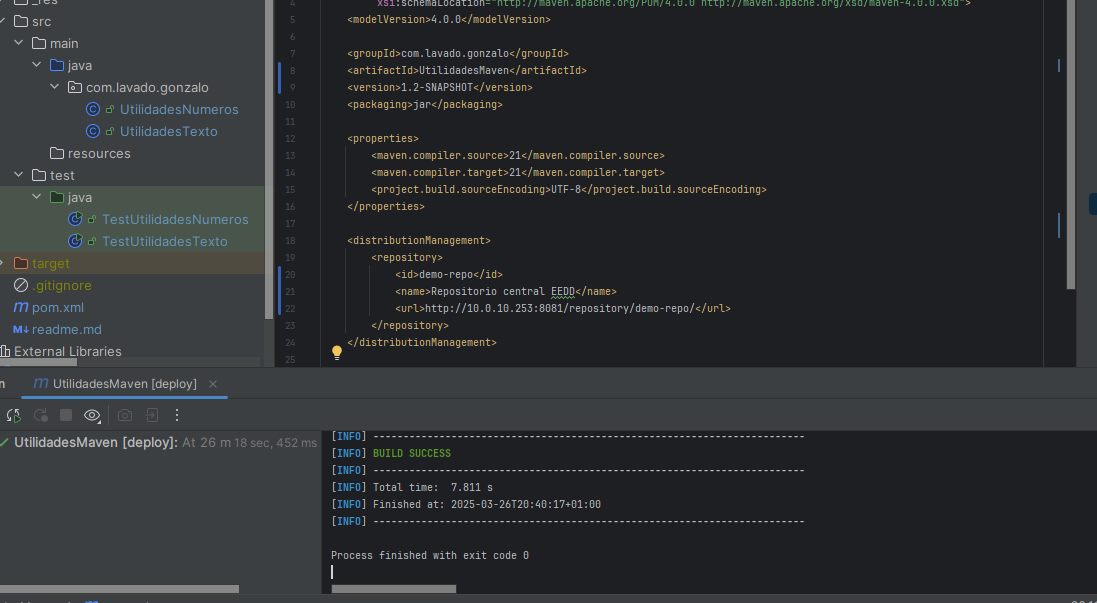 _res
src
main
java
com.lavado.gonzalo
UtilidadesNumeros
UtilidadesTexto
resources
test
java
TestUtilidadesNumeros
TestUtilidadesTexto
target
.gitignore
pom.xml
readme.md
External Libraries
4 xsi:schemaLocation="http://maven.apache.org/POM/4.0.0 http://maven.apache.org/xsd/maven-4.0.0.xsd">
5 <modelVersion>4.0.0</modelVersion>
6
7 <groupId>com.lavado.gonzalo</groupId>
8 <artifactId>UtilidadesMaven</artifactId>
9 <version>1.2-SNAPSHOT</version>
10 <packaging>jar</packaging>
11
12 <properties>
13 <maven.compiler.source>21</maven.compiler.source>
14 <maven.compiler.target>21</maven.compiler.target>
15 <project.build.sourceEncoding>UTF-8</project.build.sourceEncoding>
16 </properties>
17
18 <distributionManagement>
19 <repository>
20 <id>demo-repo</id>
21 <name>Repositorio central EEDD</name>
22 <url>http://10.0.10.253:8081/repository/demo-repo/</url>
23 </repository>
24 </distributionManagement>
25
n
UtilidadesMaven [deploy]
UtilidadesMaven [deploy]: At 26 m 18 sec, 452 ms
[INFO] ------------------------------------------------------------------------
[INFO] BUILD SUCCESS
[INFO] ------------------------------------------------------------------------
[INFO] Total time:  7.811 s
[INFO] Finished at: 2025-03-26T20:40:17+01:00
[INFO] ------------------------------------------------------------------------
Process finished with exit code 0